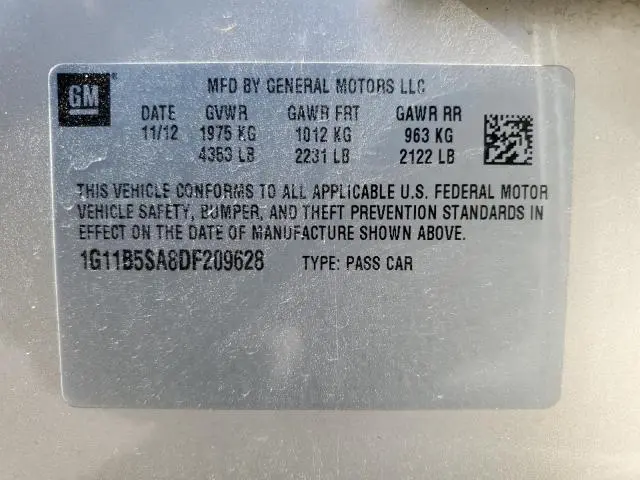 GM® MFD BY GENERAL MOTORS LLC
DATE GVWR GAWR FRT GAWR RR
11/12 1975 KG 1012 KG 963 KG
4353 LB 2231 LB 2122 LB
THIS VEHICLE CONFORMS TO ALL APPLICABLE U.S. FEDERAL MOTOR
VEHICLE SAFETY, BUMPER, AND THEFT PREVENTION STANDARDS IN
EFFECT ON THE DATE OF MANUFACTURE SHOWN ABOVE.
1G11B5SA8DF209628 TYPE: PASS CAR